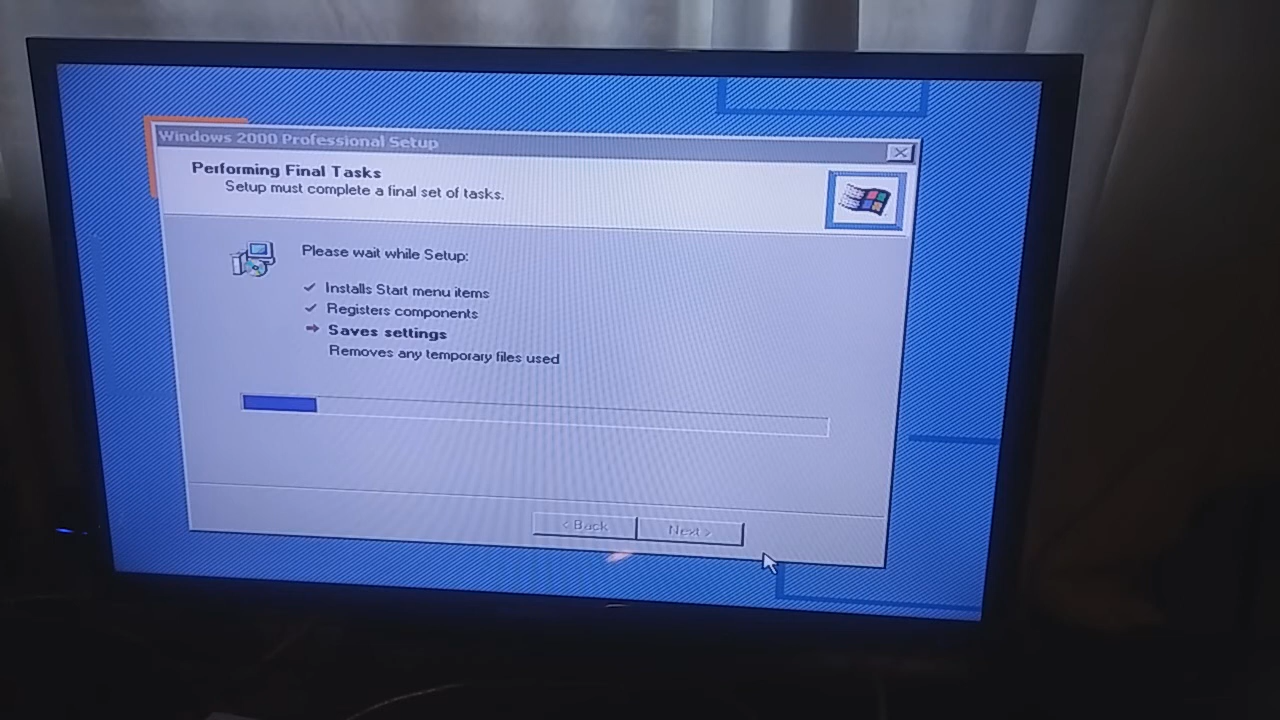 Windows 2000 Professional Setup
Performing Final Tasks
Setup must complete a final set of tasks.
Please wait while Setup:
Installs Start menu items
Registers components
Saves settings
Removes any temporary files used
< Back
Next >